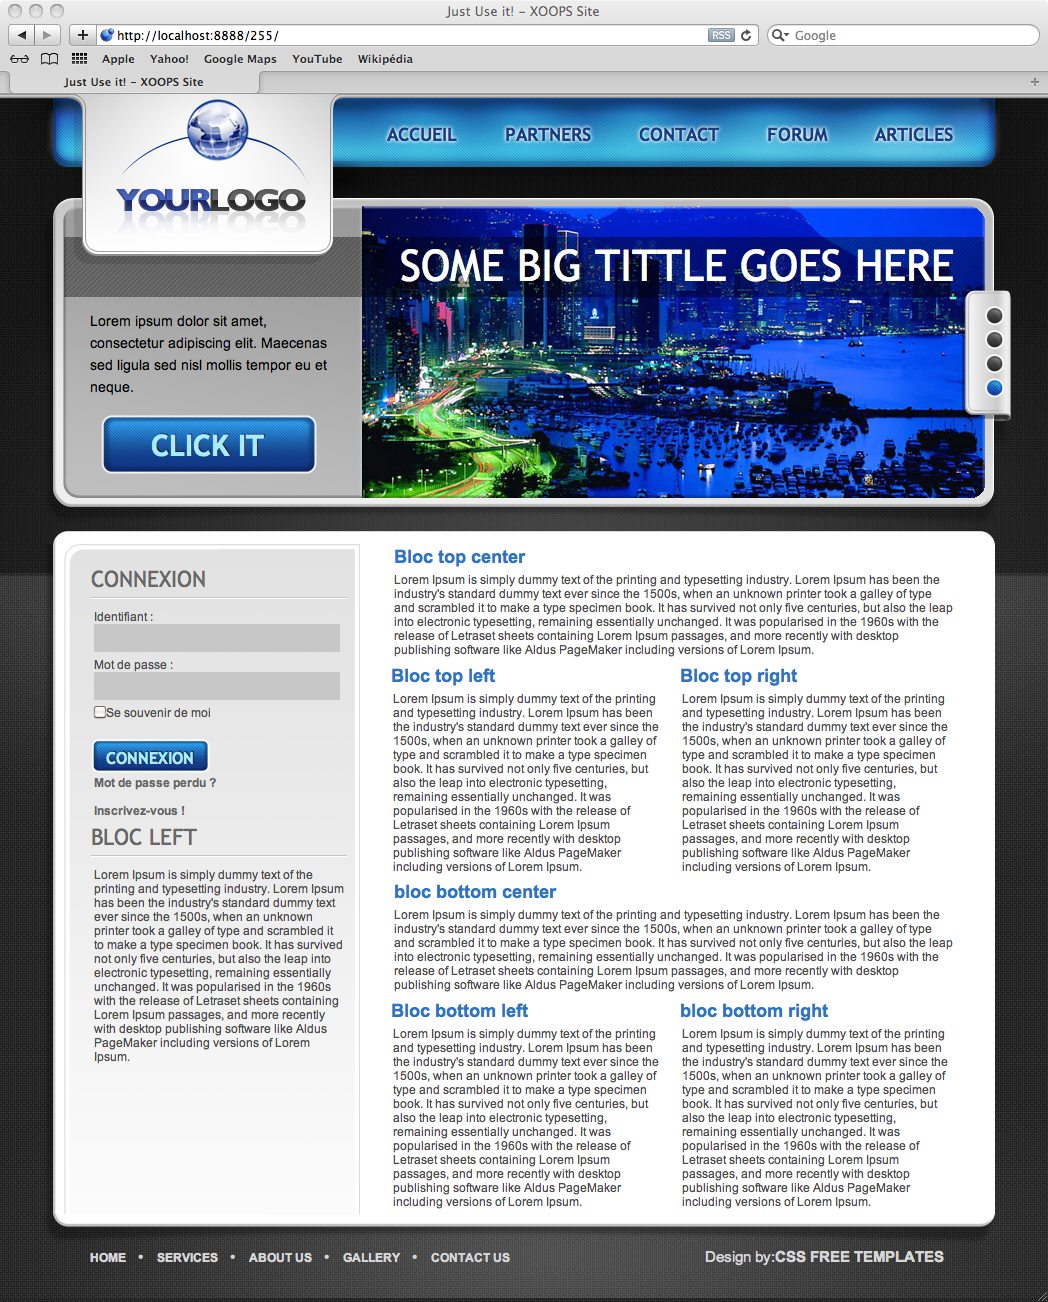 Just Use it! – XOOPS Site
http://localhost:8888/255/
RSS
Google
Apple Yahoo! Google Maps YouTube Wikipédia
Just Use it! – XOOPS Site
YOURLOGO
ACCUEIL PARTNERS CONTACT FORUM ARTICLES
SOME BIG TITTLE GOES HERE
Lorem ipsum dolor sit amet,
consectetur adipiscing elit. Maecenas
sed ligula sed nisl mollis tempor eu et
neque.
CLICK IT
CONNEXION
Identifiant :
Mot de passe :
Se souvenir de moi
CONNEXION
Mot de passe perdu ?
Inscrivez-vous !
BLOC LEFT
Lorem Ipsum is simply dummy text of the
printing and typesetting industry. Lorem Ipsum
has been the industry's standard dummy text
ever since the 1500s, when an unknown
printer took a galley of type and scrambled it
to make a type specimen book. It has survived
not only five centuries, but also the leap into
electronic typesetting, remaining essentially
unchanged. It was popularised in the 1960s
with the release of Letraset sheets containing
Lorem Ipsum passages, and more recently
with desktop publishing software like Aldus
PageMaker including versions of Lorem
Ipsum.
Bloc top center
Lorem Ipsum is simply dummy text of the printing and typesetting industry. Lorem Ipsum has been the
industry's standard dummy text ever since the 1500s, when an unknown printer took a galley of type
and scrambled it to make a type specimen book. It has survived not only five centuries, but also the leap
into electronic typesetting, remaining essentially unchanged. It was popularised in the 1960s with the
release of Letraset sheets containing Lorem Ipsum passages, and more recently with desktop
publishing software like Aldus PageMaker including versions of Lorem Ipsum.
Bloc top left
Lorem Ipsum is simply dummy text of the printing
and typesetting industry. Lorem Ipsum has been
the industry's standard dummy text ever since the
1500s, when an unknown printer took a galley of
type and scrambled it to make a type specimen
book. It has survived not only five centuries, but
also the leap into electronic typesetting,
remaining essentially unchanged. It was
popularised in the 1960s with the release of
Letraset sheets containing Lorem Ipsum
passages, and more recently with desktop
publishing software like Aldus PageMaker
including versions of Lorem Ipsum.
Bloc top right
Lorem Ipsum is simply dummy text of the printing
and typesetting industry. Lorem Ipsum has been
the industry's standard dummy text ever since the
1500s, when an unknown printer took a galley of
type and scrambled it to make a type specimen
book. It has survived not only five centuries, but
also the leap into electronic typesetting,
remaining essentially unchanged. It was
popularised in the 1960s with the release of
Letraset sheets containing Lorem Ipsum
passages, and more recently with desktop
publishing software like Aldus PageMaker
including versions of Lorem Ipsum.
bloc bottom center
Lorem Ipsum is simply dummy text of the printing and typesetting industry. Lorem Ipsum has been the
industry's standard dummy text ever since the 1500s, when an unknown printer took a galley of type
and scrambled it to make a type specimen book. It has survived not only five centuries, but also the leap
into electronic typesetting, remaining essentially unchanged. It was popularised in the 1960s with the
release of Letraset sheets containing Lorem Ipsum passages, and more recently with desktop
publishing software like Aldus PageMaker including versions of Lorem Ipsum.
Bloc bottom left
Lorem Ipsum is simply dummy text of the printing
and typesetting industry. Lorem Ipsum has been
the industry's standard dummy text ever since the
1500s, when an unknown printer took a galley of
type and scrambled it to make a type specimen
book. It has survived not only five centuries, but
also the leap into electronic typesetting,
remaining essentially unchanged. It was
popularised in the 1960s with the release of
Letraset sheets containing Lorem Ipsum
passages, and more recently with desktop
publishing software like Aldus PageMaker
including versions of Lorem Ipsum.
bloc bottom right
Lorem Ipsum is simply dummy text of the printing
and typesetting industry. Lorem Ipsum has been
the industry's standard dummy text ever since the
1500s, when an unknown printer took a galley of
type and scrambled it to make a type specimen
book. It has survived not only five centuries, but
also the leap into electronic typesetting,
remaining essentially unchanged. It was
popularised in the 1960s with the release of
Letraset sheets containing Lorem Ipsum
passages, and more recently with desktop
publishing software like Aldus PageMaker
including versions of Lorem Ipsum.
HOME • SERVICES • ABOUT US • GALLERY • CONTACT US
Design by:CSS FREE TEMPLATES